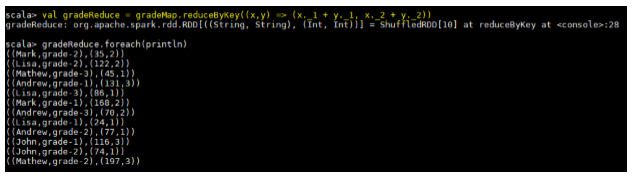 scala> val gradeReduce = gradeMap.reduceByKey((x,y) => (x._1 + y._1, x._2 + y._2))
gradeReduce: org.apache.spark.rdd.RDD[((String, String), (Int, Int))] = ShuffledRDD[10] at reduceByKey at <console>:28
scala> gradeReduce.foreach(println)
((Mark,grade-2),(35,2))
((Lisa,grade-2),(122,2))
((Mathew,grade-3),(45,1))
((Andrew,grade-1),(131,3))
((Lisa,grade-3),(86,1))
((Mark,grade-1),(168,2))
((Andrew,grade-3),(70,2))
((Lisa,grade-1),(24,1))
((Andrew,grade-2),(77,1))
((John,grade-1),(116,3))
((John,grade-2),(74,1))
((Mathew,grade-2),(197,3))